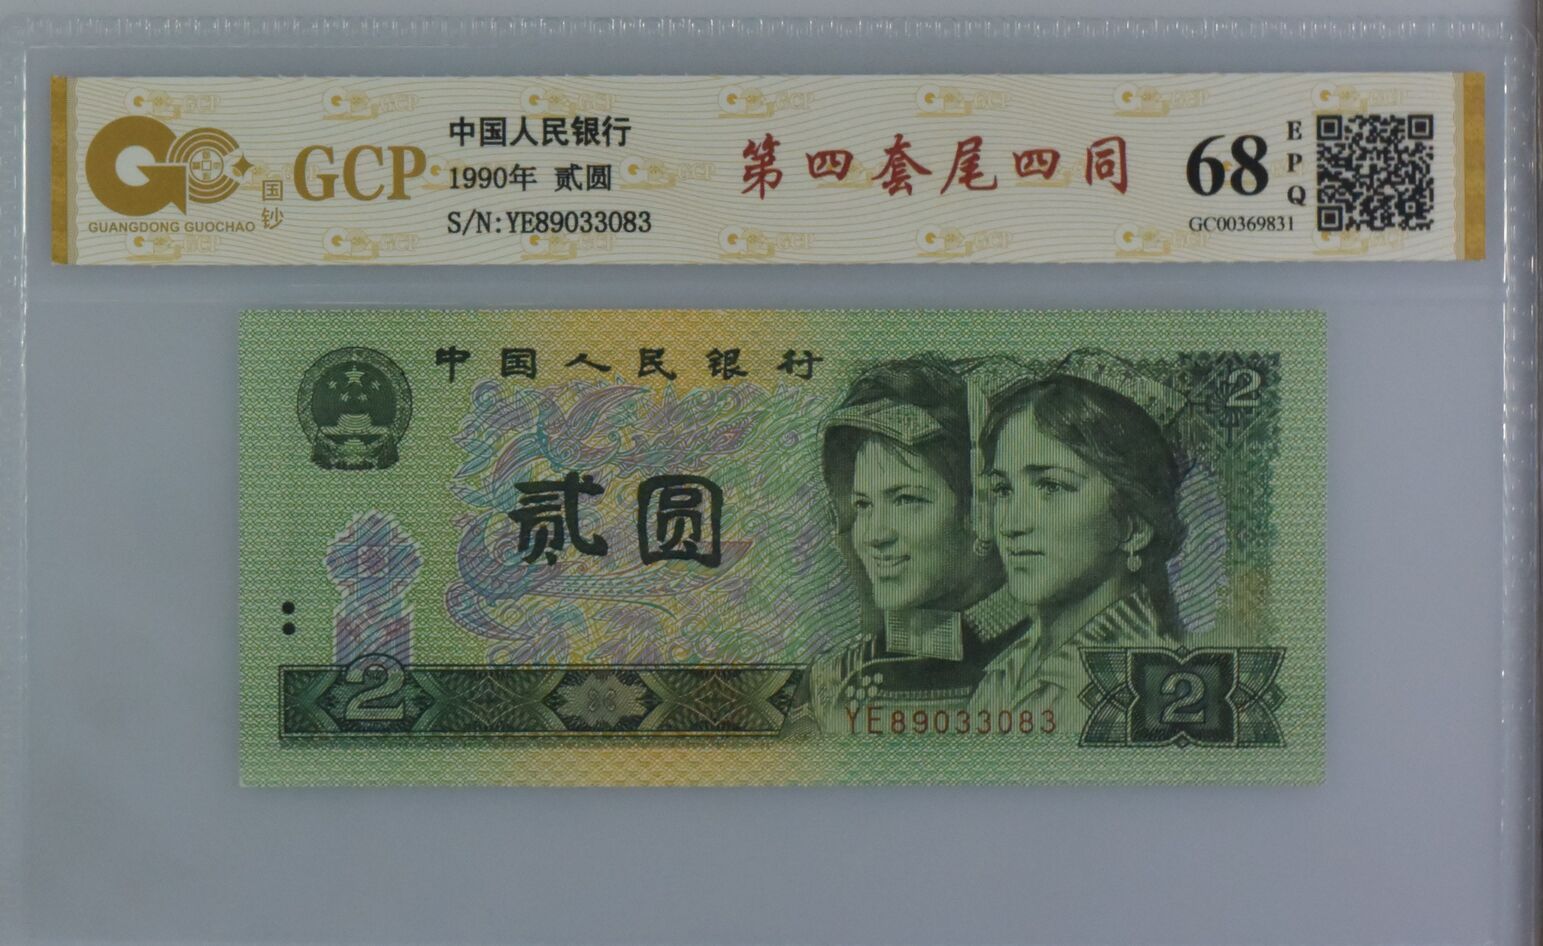 GUANGDONG GUOCHAO
国钞
GCP
中国人民银行
1990年 贰圆
S/N:YE89033083
第四套尾四同
68
EPQ
GC00369831
中国人民银行
贰圆
2
2
2
YE89033083